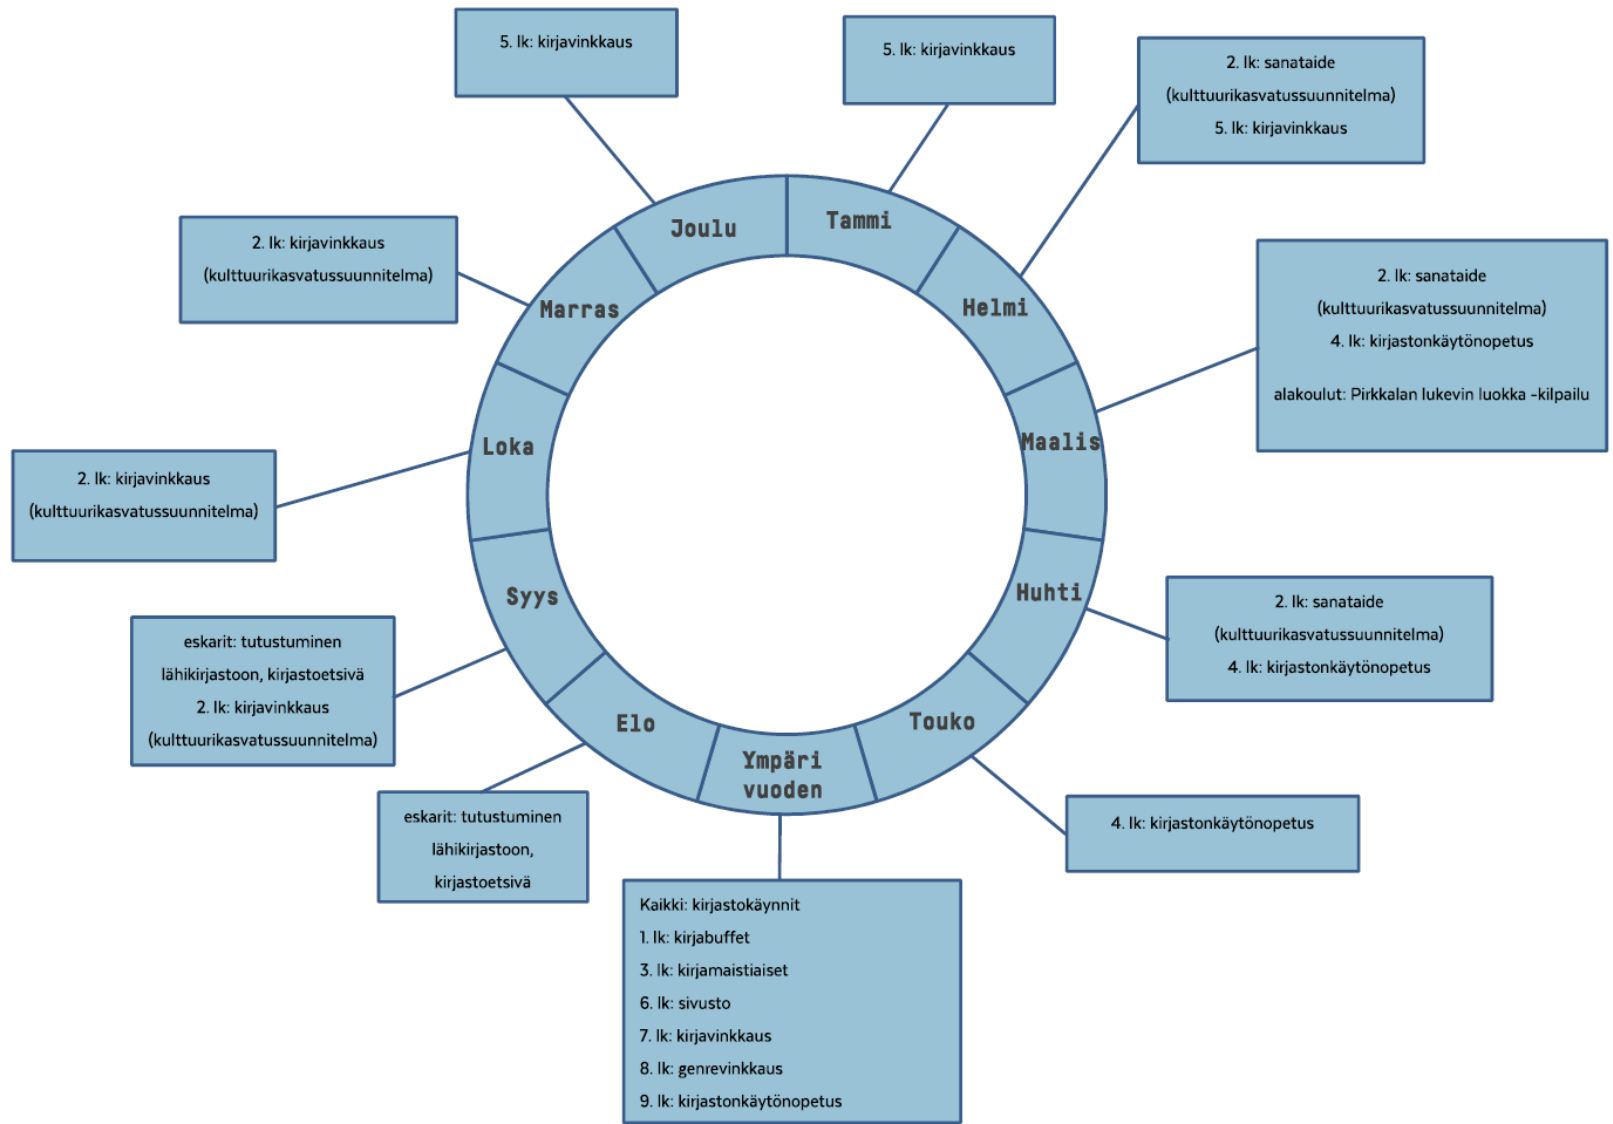 5. lk: kirjavinkkaus
5. lk: kirjavinkkaus
2. lk: sanataide
(kulttuurikasvatussuunnitelma)
5. lk: kirjavinkkaus
Joulu
Tammi
2. lk: kirjavinkkaus
(kulttuurikasvatussuunnitelma)
Marras
Helmi
2. lk: sanataide
(kulttuurikasvatussuunnitelma)
4. lk: kirjastonkäytönopetus
alakoulut: Pirkkalan lukevin luokka -kilpailu
Loka
Maalis
2. lk: kirjavinkkaus
(kulttuurikasvatussuunnitelma)
Syys
Huhti
2. lk: sanataide
(kulttuurikasvatussuunnitelma)
4. lk: kirjastonkäytönopetus
eskarit: tutustuminen
lähikirjastoon, kirjastoetsivä
2. lk: kirjavinkkaus
(kulttuurikasvatussuunnitelma)
Elo
Touko
Ympäri
vuoden
eskarit: tutustuminen
lähikirjastoon,
kirjastoetsivä
4. lk: kirjastonkäytönopetus
Kaikki: kirjastokäynnit
1. lk: kirjabuffet
3. lk: kirjamaistiaiset
6. lk: sivusto
7. lk: kirjavinkkaus
8. lk: genrevinkkaus
9. lk: kirjastonkäytönopetus